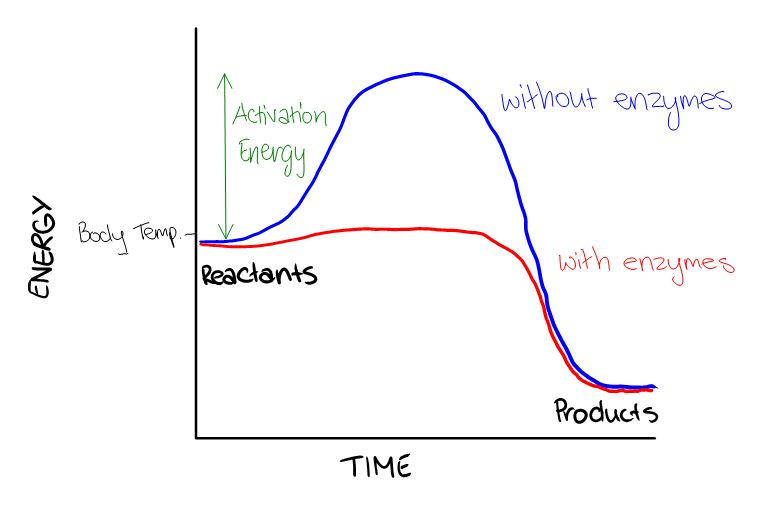 Activation
Energy
without enzymes
Body Temp.
ENERGY
Reactants
with enzymes
Products
TIME